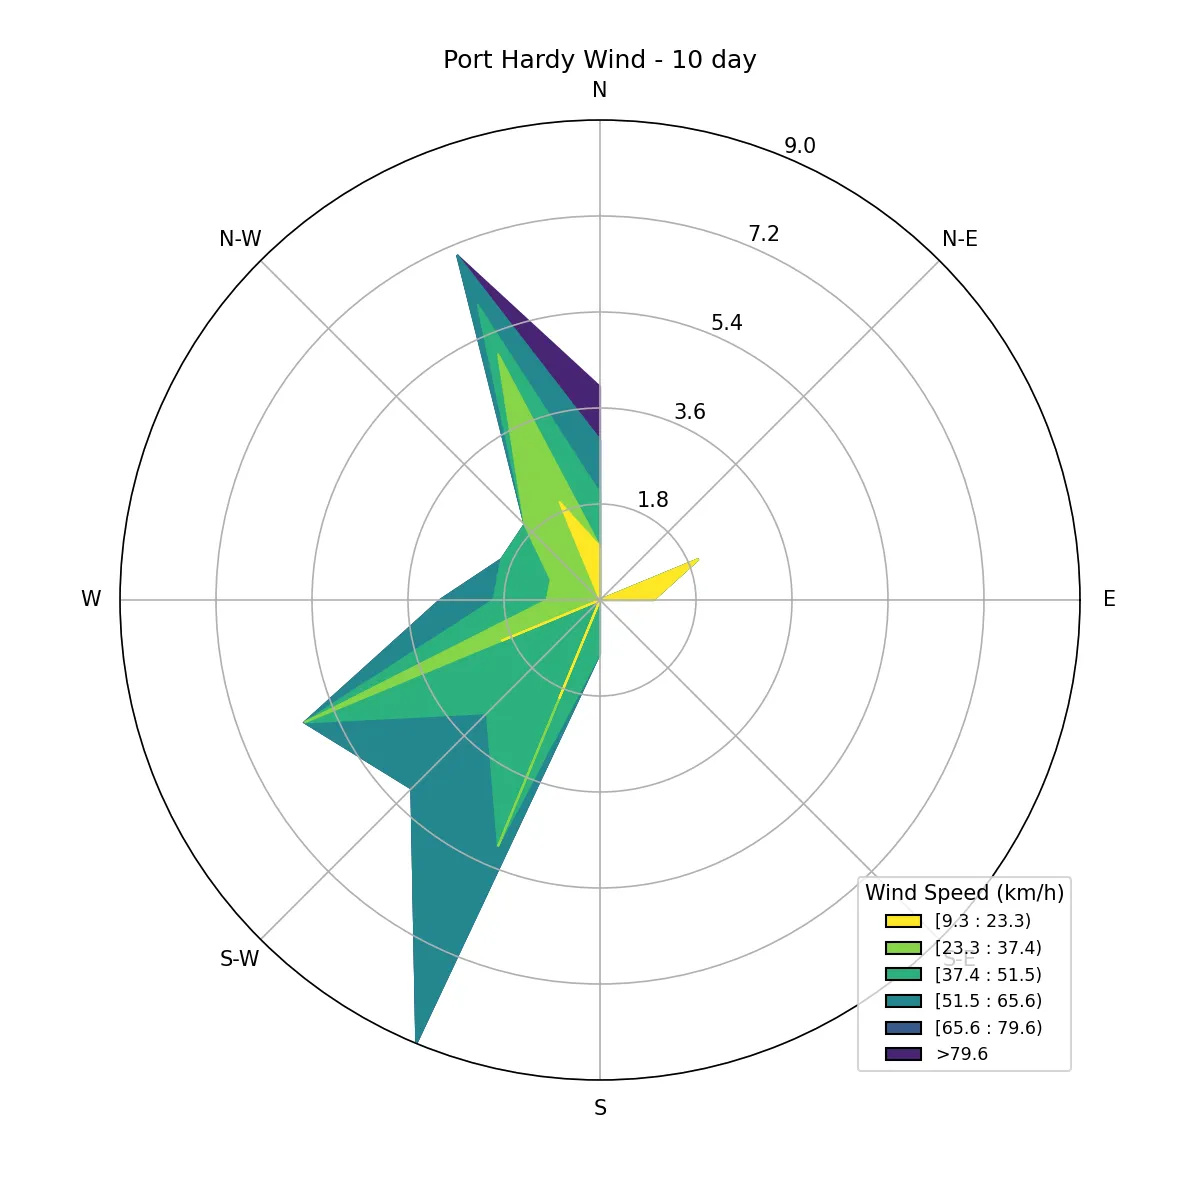 Port Hardy Wind - 10 day
N
9.0
N-W
N-E
7.2
5.4
3.6
1.8
W
E
Wind Speed (km/h)
[9.3 : 23.3)
[23.3 : 37.4)
S-W
S-E
[37.4 : 51.5)
[51.5 : 65.6)
[65.6 : 79.6)
>79.6
S